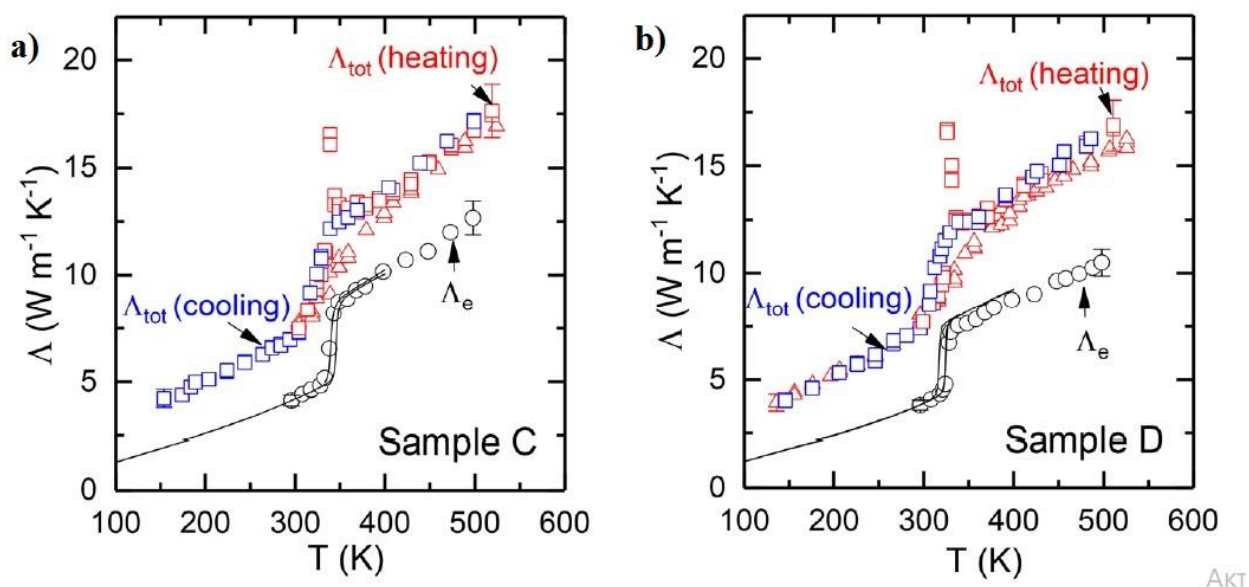 a)
20
15
10
5
0
Λ (W m⁻¹ K⁻¹)
Λtot (heating)
Λtot (cooling)
Λe
Sample C
100 200 300 400 500 600
T (K)
b)
20
15
10
5
0
Λ (W m⁻¹ K⁻¹)
Λtot (heating)
Λtot (cooling)
Λe
Sample D
100 200 300 400 500 600
T (K)
Акт